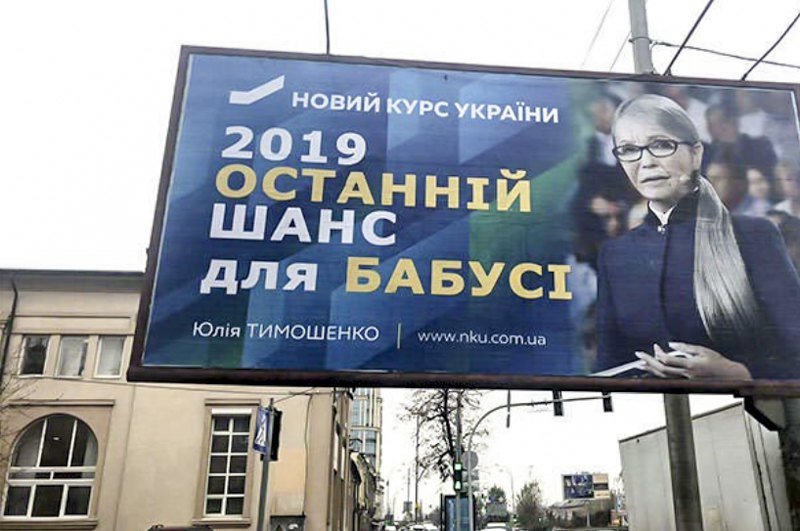 НОВИЙ КУРС УКРАЇНИ
2019
ОСТАННІЙ
ШАНС
для БАБУСІ
Юлія ТИМОШЕНКО | www.nku.com.ua